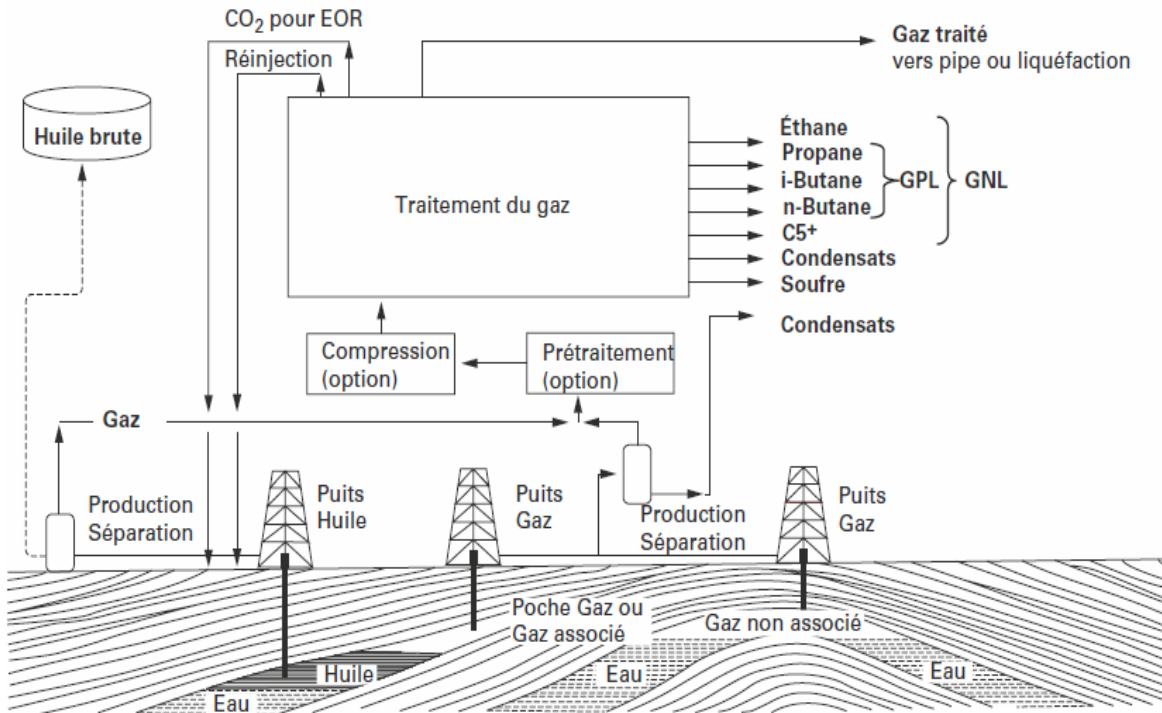 CO2 pour EOR
Réinjection
Gaz traité
vers pipe ou liquéfaction
Huile brute
Traitement du gaz
Éthane
Propane
i-Butane
n-Butane
C5+
Condensats
Soufre
GPL
GNL
Condensats
Compression
(option)
Prétraitement
(option)
Gaz
Production
Séparation
Puits
Huile
Puits
Gaz
Production
Séparation
Puits
Gaz
Poche Gaz ou
Gaz associé
Gaz non associé
Huile
Eau
Eau
Eau